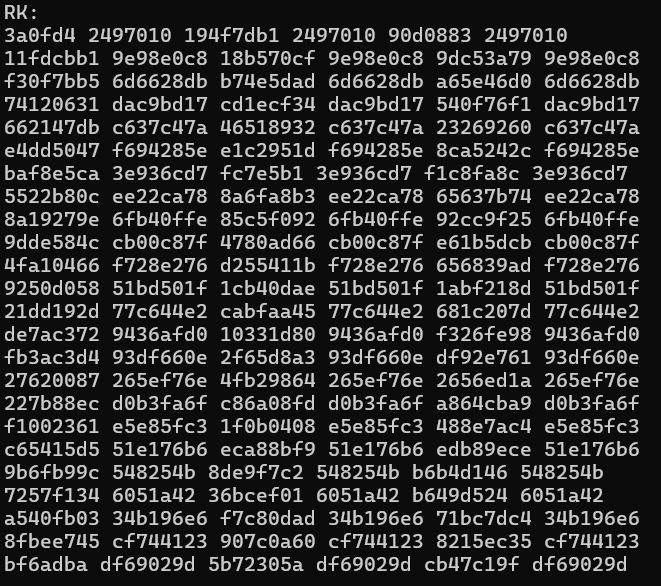 RK:
3a0fd4 2497010 194f7db1 2497010 90d0883 2497010
11fdcbb1 9e98e0c8 18b570cf 9e98e0c8 9dc53a79 9e98e0c8
f30f7bb5 6d6628db b74e5dad 6d6628db a65e46d0 6d6628db
74120631 dac9bd17 cd1ecf34 dac9bd17 540f76f1 dac9bd17
662147db c637c47a 46518932 c637c47a 23269260 c637c47a
e4dd5047 f694285e e1c2951d f694285e 8ca5242c f694285e
baf8e5ca 3e936cd7 fc7e5b1 3e936cd7 f1c8fa8c 3e936cd7
5522b80c ee22ca78 8a6fa8b3 ee22ca78 65637b74 ee22ca78
8a19279e 6fb40ffe 85c5f092 6fb40ffe 92cc9f25 6fb40ffe
9dde584c cb00c87f 4780ad66 cb00c87f e61b5dcb cb00c87f
4fa10466 f728e276 d255411b f728e276 656839ad f728e276
9250d058 51bd501f 1cb40dae 51bd501f 1abf218d 51bd501f
21dd192d 77c644e2 cabfaa45 77c644e2 681c207d 77c644e2
de7ac372 9436afd0 10331d80 9436afd0 f326fe98 9436afd0
fb3ac3d4 93df660e 2f65d8a3 93df660e df92e761 93df660e
27620087 265ef76e 4fb29864 265ef76e 2656ed1a 265ef76e
227b88ec d0b3fa6f c86a08fd d0b3fa6f a864cba9 d0b3fa6f
f1002361 e5e85fc3 1f0b0408 e5e85fc3 488e7ac4 e5e85fc3
c65415d5 51e176b6 eca88bf9 51e176b6 edb89ece 51e176b6
9b6fb99c 548254b 8de9f7c2 548254b b6b4d146 548254b
7257f134 6051a42 36bcef01 6051a42 b649d524 6051a42
a540fb03 34b196e6 f7c80dad 34b196e6 71bc7dc4 34b196e6
8fbee745 cf744123 907c0a60 cf744123 8215ec35 cf744123
bf6adba df69029d 5b72305a df69029d cb47c19f df69029d